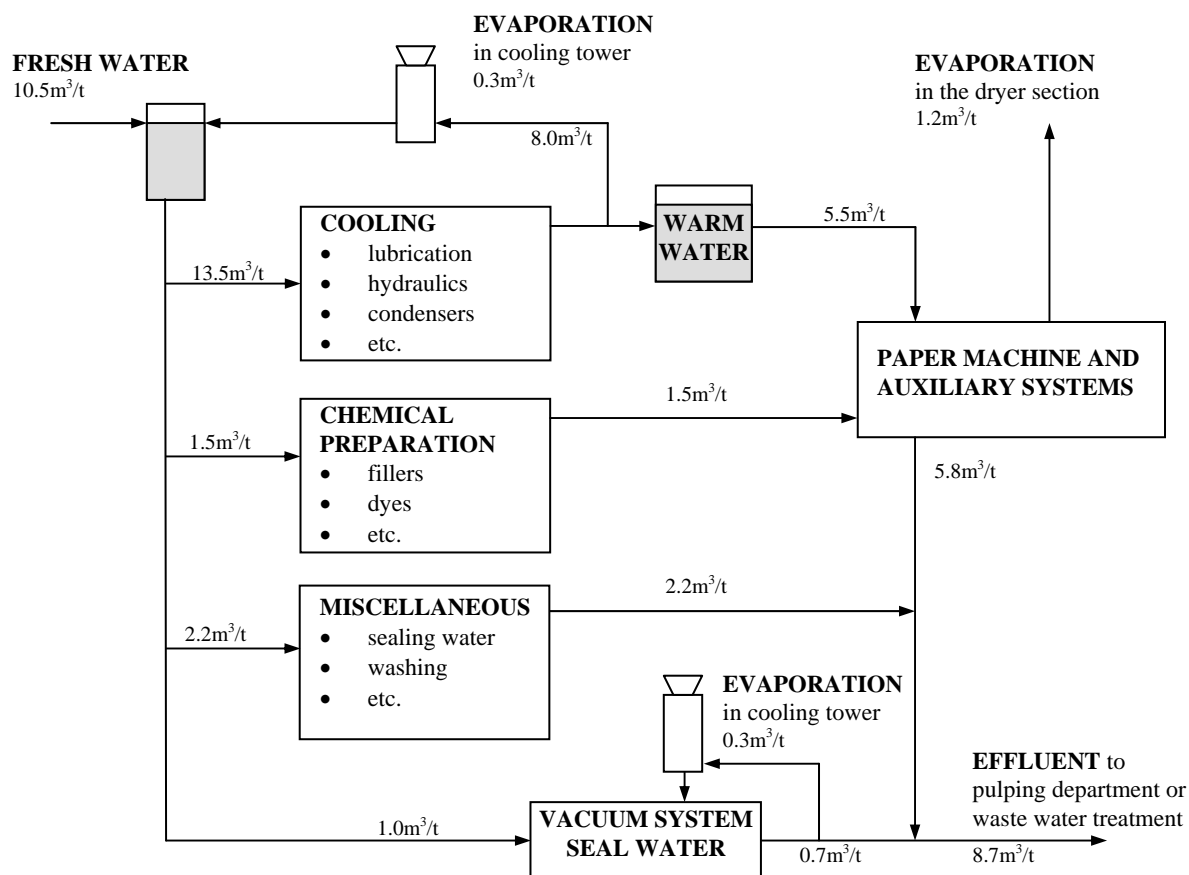 EVAPORATION
in cooling tower
0.3m³/t
FRESH WATER
10.5m³/t
EVAPORATION
in the dryer section
1.2m³/t
8.0m³/t
WARM
WATER
5.5m³/t
COOLING
• lubrication
• hydraulics
• condensers
• etc.
13.5m³/t
PAPER MACHINE AND
AUXILIARY SYSTEMS
CHEMICAL
PREPARATION
• fillers
• dyes
• etc.
1.5m³/t
1.5m³/t
5.8m³/t
MISCELLANEOUS
• sealing water
• washing
• etc.
2.2m³/t
2.2m³/t
EVAPORATION
in cooling tower
0.3m³/t
EFFLUENT to
pulping department or
waste water treatment
VACUUM SYSTEM
SEAL WATER
1.0m³/t
0.7m³/t
8.7m³/t